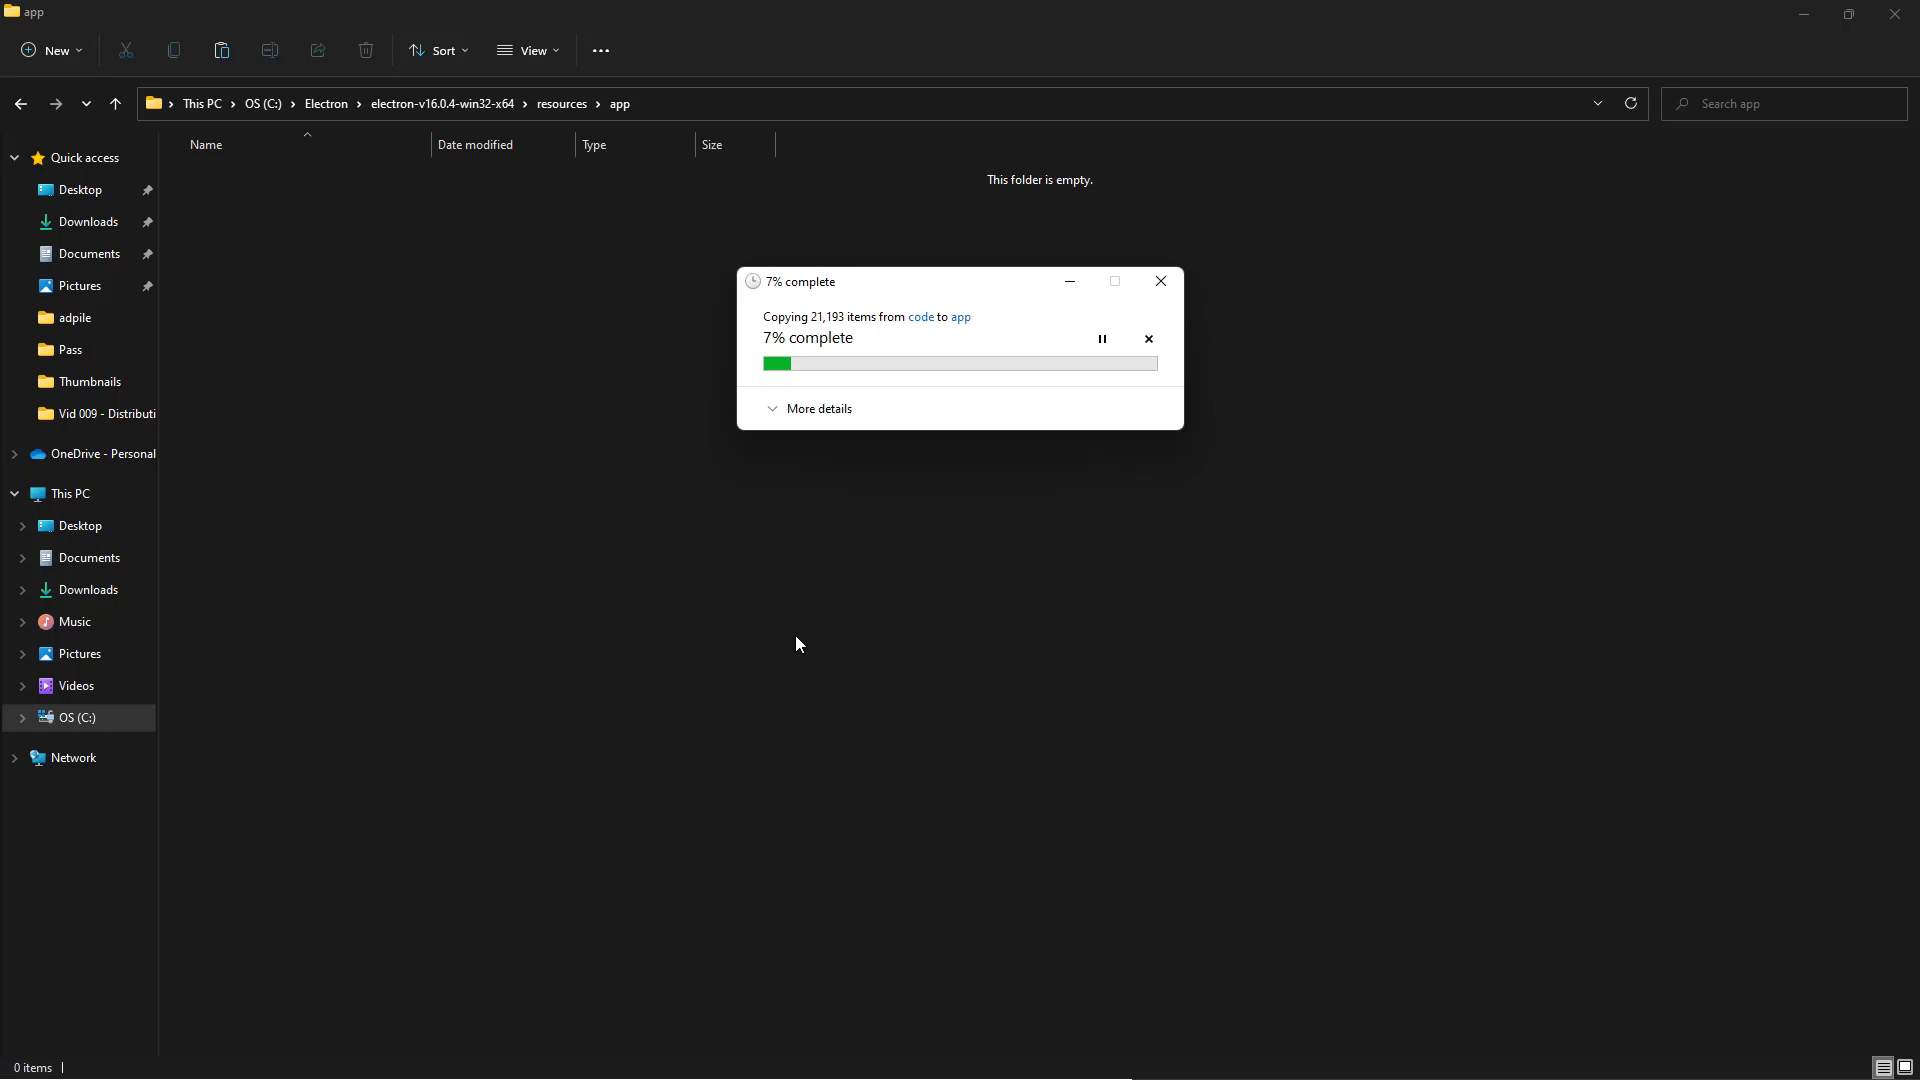 app
New
Sort
View
This PC > OS (C:) > Electron > electron-v16.0.4-win32-x64 > resources > app
Search app
Name
Date modified
Type
Size
This folder is empty.
Quick access
Desktop
Downloads
Documents
Pictures
adpile
Pass
Thumbnails
Vid 009 - Distributi
OneDrive - Personal
This PC
Desktop
Documents
Downloads
Music
Pictures
Videos
OS (C:)
Network
7% complete
Copying 21,193 items from code to app
7% complete
More details
0 items